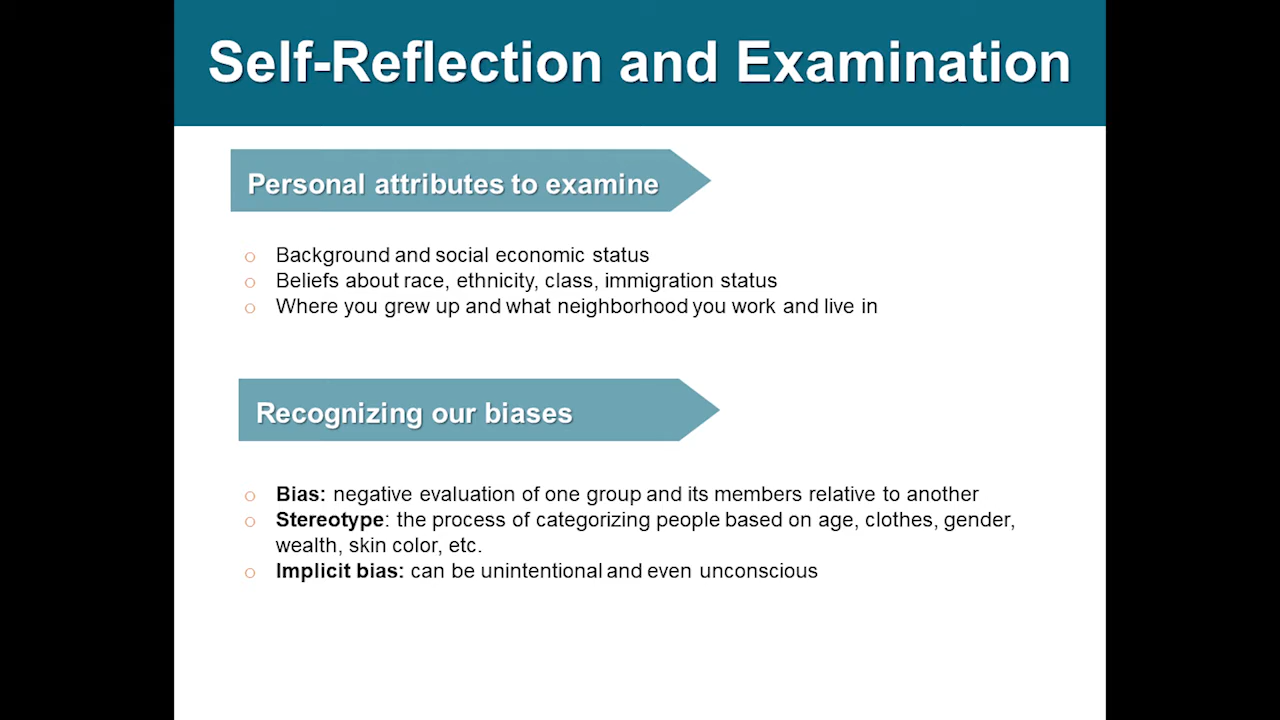 Self-Reflection and Examination
Personal attributes to examine
o Background and social economic status
o Beliefs about race, ethnicity, class, immigration status
o Where you grew up and what neighborhood you work and live in
Recognizing our biases
o Bias: negative evaluation of one group and its members relative to another
o Stereotype: the process of categorizing people based on age, clothes, gender,
wealth, skin color, etc.
o Implicit bias: can be unintentional and even unconscious